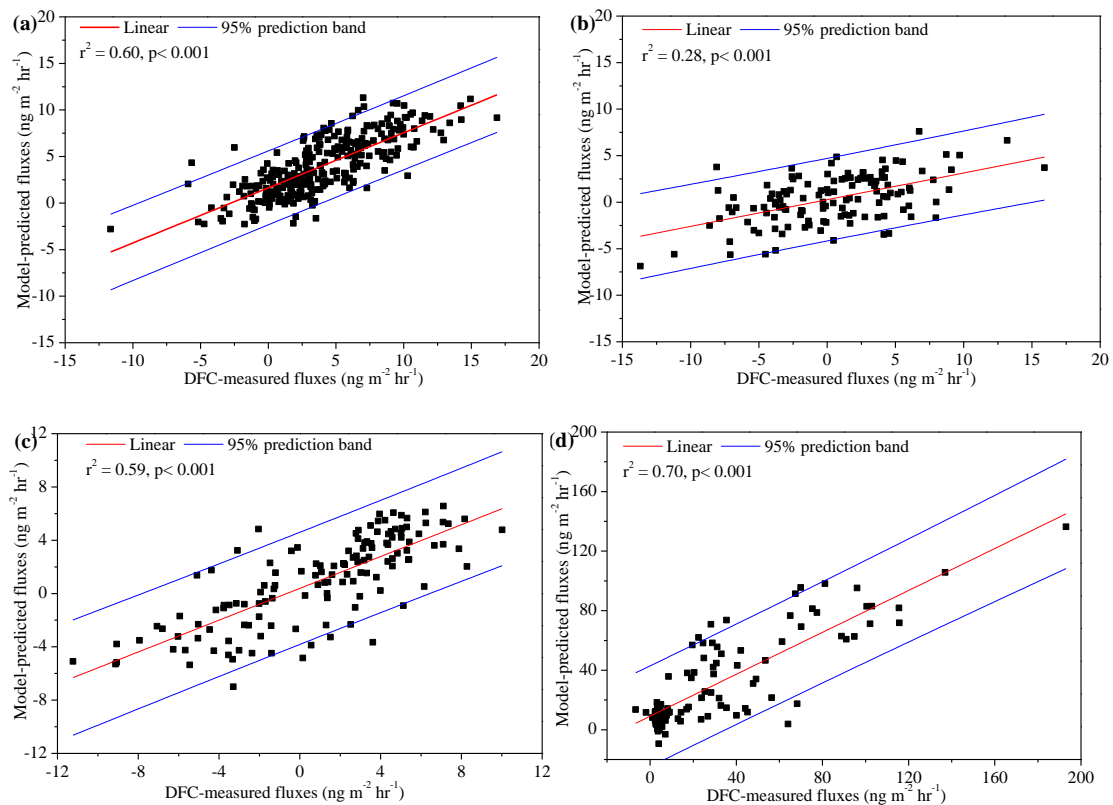 (a)
Linear 95% prediction band
r² = 0.60, p< 0.001
20
15
10
5
0
-5
-10
-15
Model-predicted fluxes (ng m⁻² hr⁻¹)
-15 -10 -5 0 5 10 15 20
DFC-measured fluxes (ng m⁻² hr⁻¹)
(b)
Linear 95% prediction band
r² = 0.28, p< 0.001
20
15
10
5
0
-5
-10
-15
Model-predicted fluxes (ng m⁻² hr⁻¹)
-15 -10 -5 0 5 10 15 20
DFC-measured fluxes (ng m⁻² hr⁻¹)
(c)
Linear 95% prediction band
r² = 0.59, p< 0.001
12
8
4
0
-4
-8
-12
Model-predicted fluxes (ng m⁻² hr⁻¹)
-12 -8 -4 0 4 8 12
DFC-measured fluxes (ng m⁻² hr⁻¹)
(d)
Linear 95% prediction band
r² = 0.70, p< 0.001
200
160
120
80
40
0
Model-predicted fluxes (ng m⁻² hr⁻¹)
0 40 80 120 160 200
DFC-measured fluxes (ng m⁻² hr⁻¹)